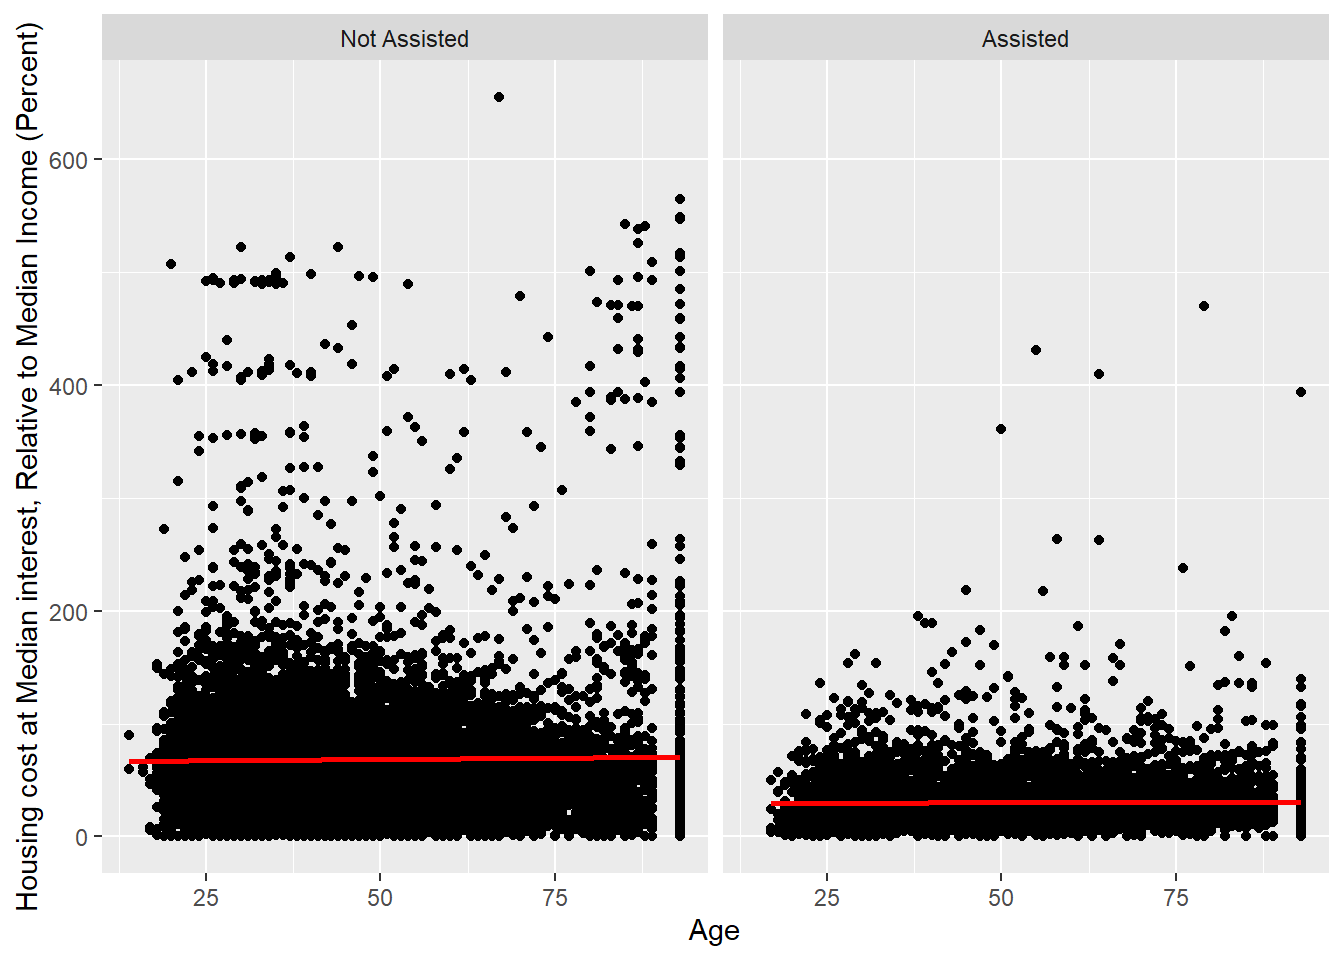 Not Assisted
Assisted
Housing cost at Median interest, Relative to Median Income (Percent)
600
400
200
0
25
50
75
25
50
75
Age